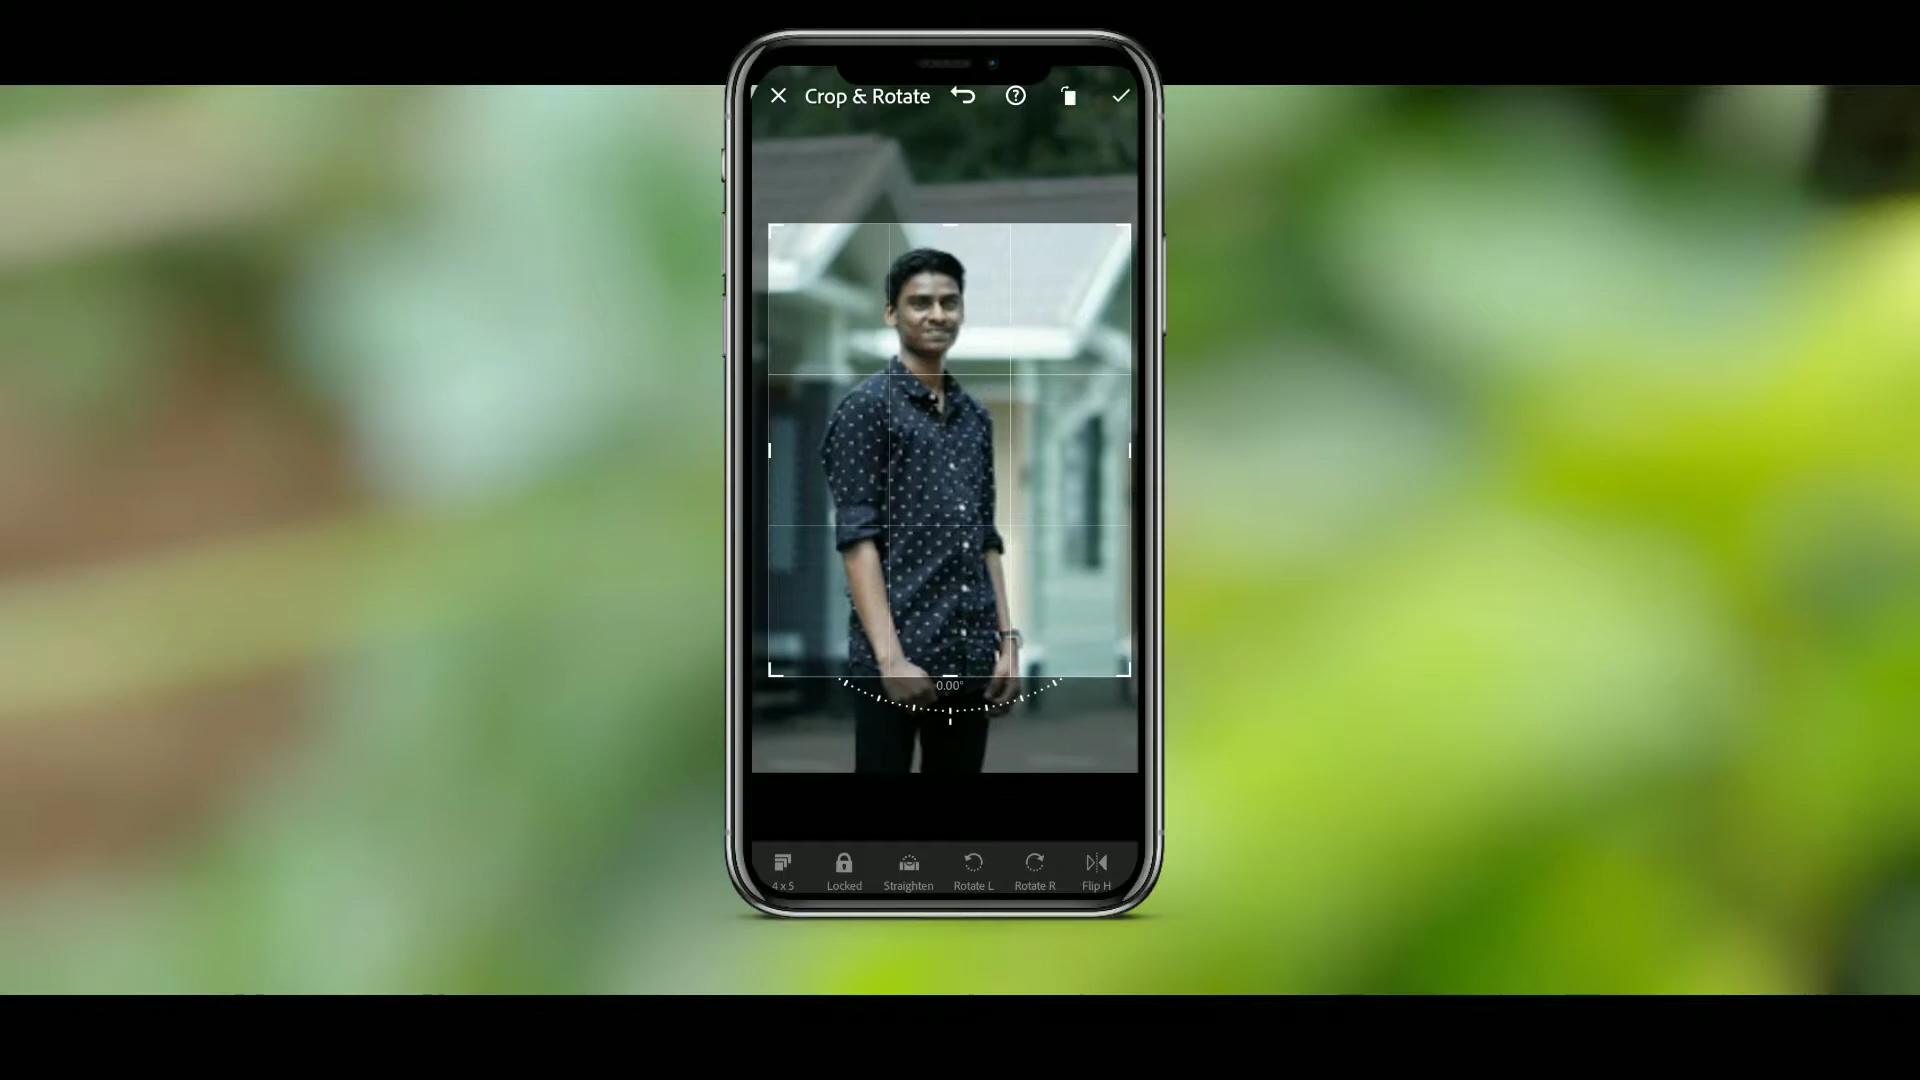 Crop & Rotate
0.00°
4 x 5
Locked
Straighten
Rotate L
Rotate R
Flip H